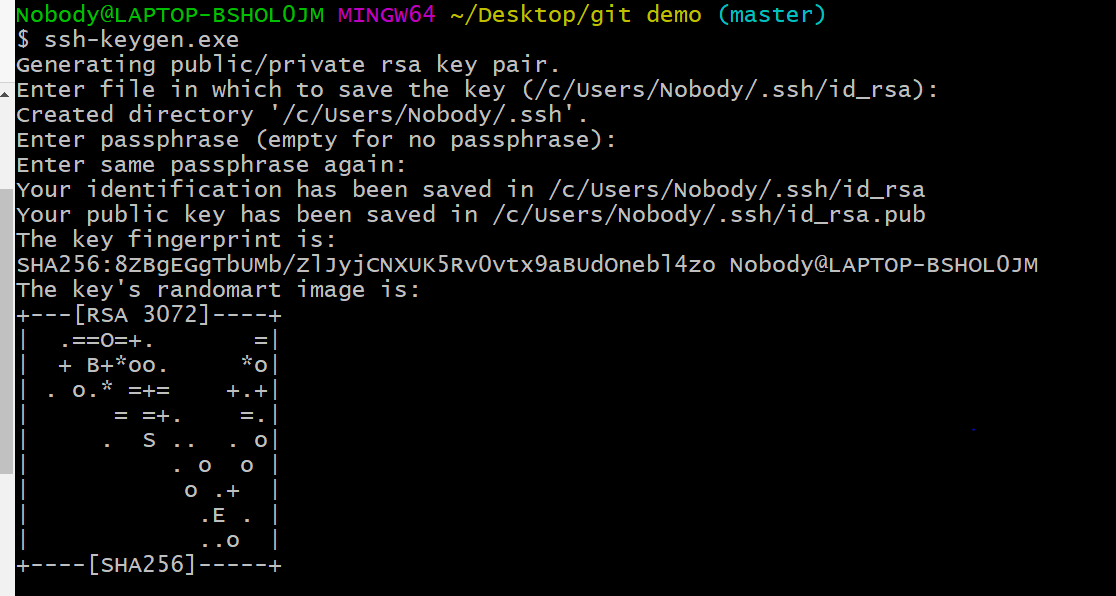 Nobody@LAPTOP-BSHOL0JM MINGW64 ~/Desktop/git demo (master)
$ ssh-keygen.exe
Generating public/private rsa key pair.
Enter file in which to save the key (/c/Users/Nobody/.ssh/id_rsa):
Created directory '/c/Users/Nobody/.ssh'.
Enter passphrase (empty for no passphrase):
Enter same passphrase again:
Your identification has been saved in /c/Users/Nobody/.ssh/id_rsa
Your public key has been saved in /c/Users/Nobody/.ssh/id_rsa.pub
The key fingerprint is:
SHA256:8ZBgEGgTbUMb/ZlJyjCNXUK5RvOvtx9aBUdOnebl4zo Nobody@LAPTOP-BSHOL0JM
The key's randomart image is:
+---[RSA 3072]----+
|  .==O=+.       =|
|  + B+*oo.     *o|
| . o.* =+=    +.+|
|      = =+.    =.|
|     .  S ..  . o|
|          . o  o |
|           o .+  |
|            .E . |
|            ..o  |
+----[SHA256]-----+